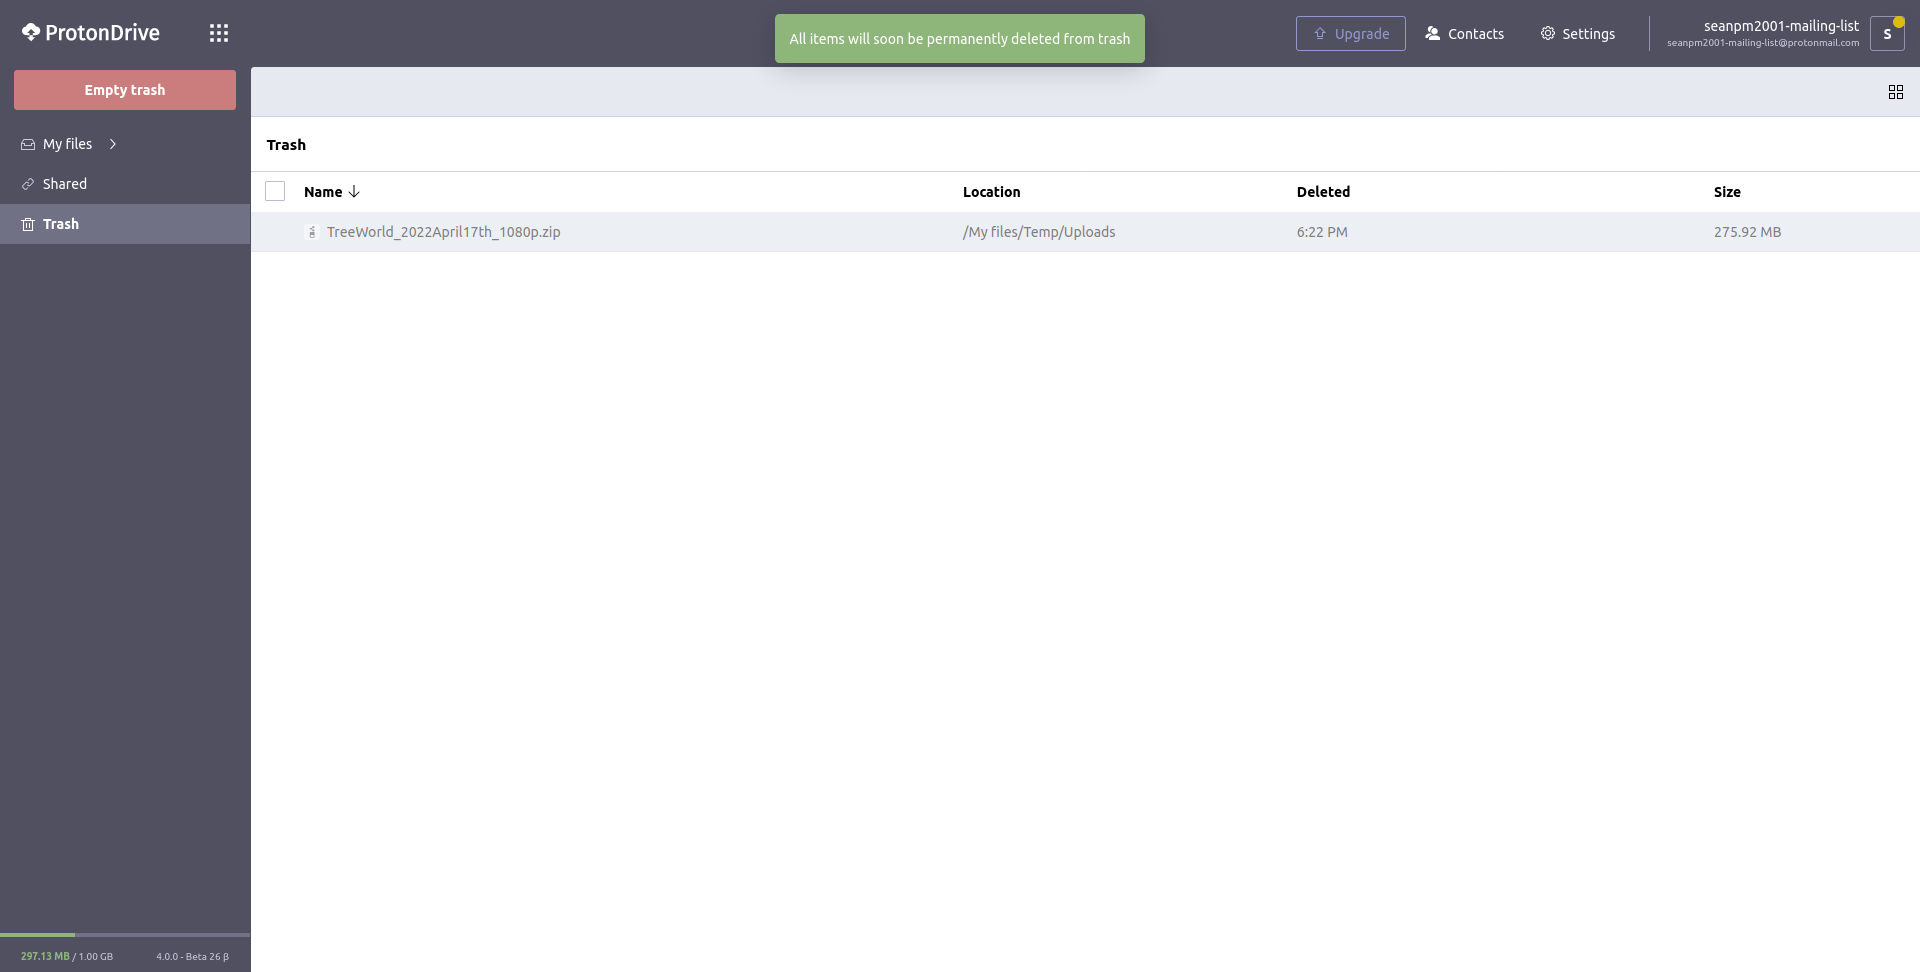 ProtonDrive
All items will soon be permanently deleted from trash
Upgrade
Contacts
Settings
seanpm2001-mailing-list
seanpm2001-mailing-list@protonmail.com
S
Empty trash
My files
Shared
Trash
Trash
Name Location Deleted Size
TreeWorld_2022April17th_1080p.zip /My files/Temp/Uploads 6:22 PM 275.92 MB
297.13 MB / 1.00 GB 4.0.0 - Beta 26 β